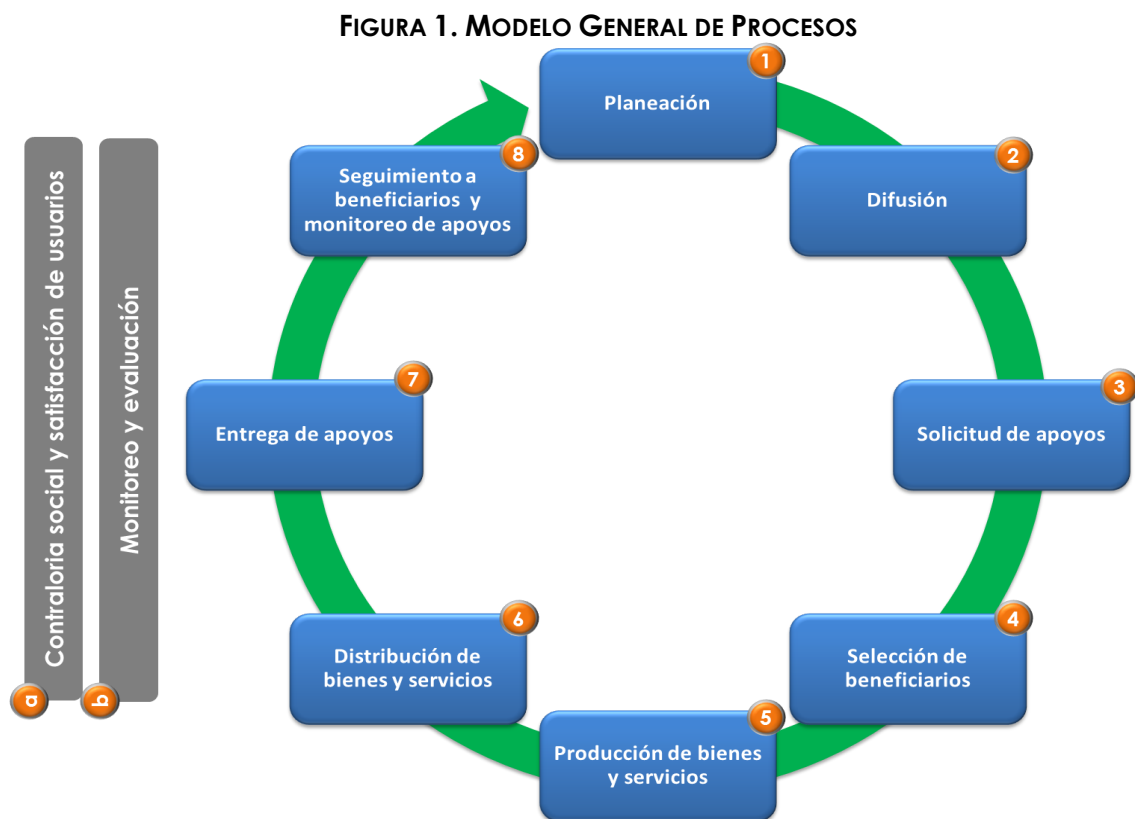 FIGURA 1. MODELO GENERAL DE PROCESOS
1
Planeación
2
Difusión
3
Solicitud de apoyos
4
Selección de
beneficiarios
5
Producción de bienes
y servicios
6
Distribución de
bienes y servicios
7
Entrega de apoyos
8
Seguimiento a
beneficiarios y
monitoreo de apoyos
a
Contraloria social y satisfacción de usuarios
b
Monitoreo y evaluación